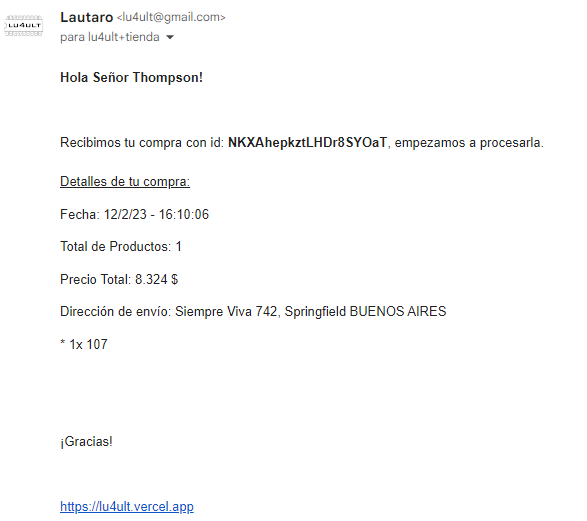 LU4ULT
Lautaro <lu4ult@gmail.com>
para lu4ult+tienda
Hola Señor Thompson!
Recibimos tu compra con id: NKXAhepkztLHDr8SYOaT, empezamos a procesarla.
Detalles de tu compra:
Fecha: 12/2/23 - 16:10:06
Total de Productos: 1
Precio Total: 8.324 $
Dirección de envío: Siempre Viva 742, Springfield BUENOS AIRES
* 1x 107
¡Gracias!
https://lu4ult.vercel.app